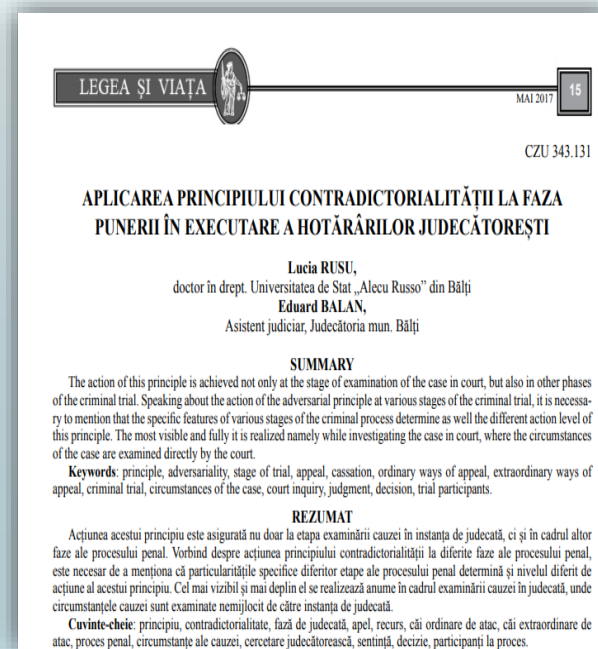 LEGEA ȘI VIAȚA
MAI 2017
15
CZU 343.131
APLICAREA PRINCIPIULUI CONTRADICTORIALITĂȚII LA FAZA
PUNERII ÎN EXECUTARE A HOTĂRÂRILOR JUDECĂTOREȘTI
Lucia RUSU,
doctor în drept. Universitatea de Stat „Alecu Russo” din Bălți
Eduard BALAN,
Asistent judiciar, Judecătoria mun. Bălți
SUMMARY
The action of this principle is achieved not only at the stage of examination of the case in court, but also in other phases
of the criminal trial. Speaking about the action of the adversarial principle at various stages of the criminal trial, it is necessa-
ry to mention that the specific features of various stages of the criminal process determine as well the different action level of
this principle. The most visible and fully it is realized namely while investigating the case in court, where the circumstances
of the case are examined directly by the court.
Keywords: principle, adversariality, stage of trial, appeal, cassation, ordinary ways of appeal, extraordinary ways of
appeal, criminal trial, circumstances of the case, court inquiry, judgment, decision, trial participants.
REZUMAT
Acțiunea acestui principiu este asigurată nu doar la etapa examinării cauzei în instanța de judecată, ci și în cadrul altor
faze ale procesului penal. Vorbind despre acțiunea principiului contradictorialității la diferite faze ale procesului penal,
este necesar de a menționa că particularitățile specifice diferitor etape ale procesului penal determină și nivelul diferit de
acțiune al acestui principiu. Cel mai vizibil și mai deplin el se realizează anume în cadrul examinării cauzei în judecată, unde
circumstanțele cauzei sunt examinate nemijlocit de către instanța de judecată.
Cuvinte-cheie: principiu, contradictorialitate, fază de judecată, apel, recurs, căi ordinare de atac, căi extraordinare de
atac, proces penal, circumstanțe ale cauzei, cercetare judecătorească, sentință, decizie, participanți la proces.